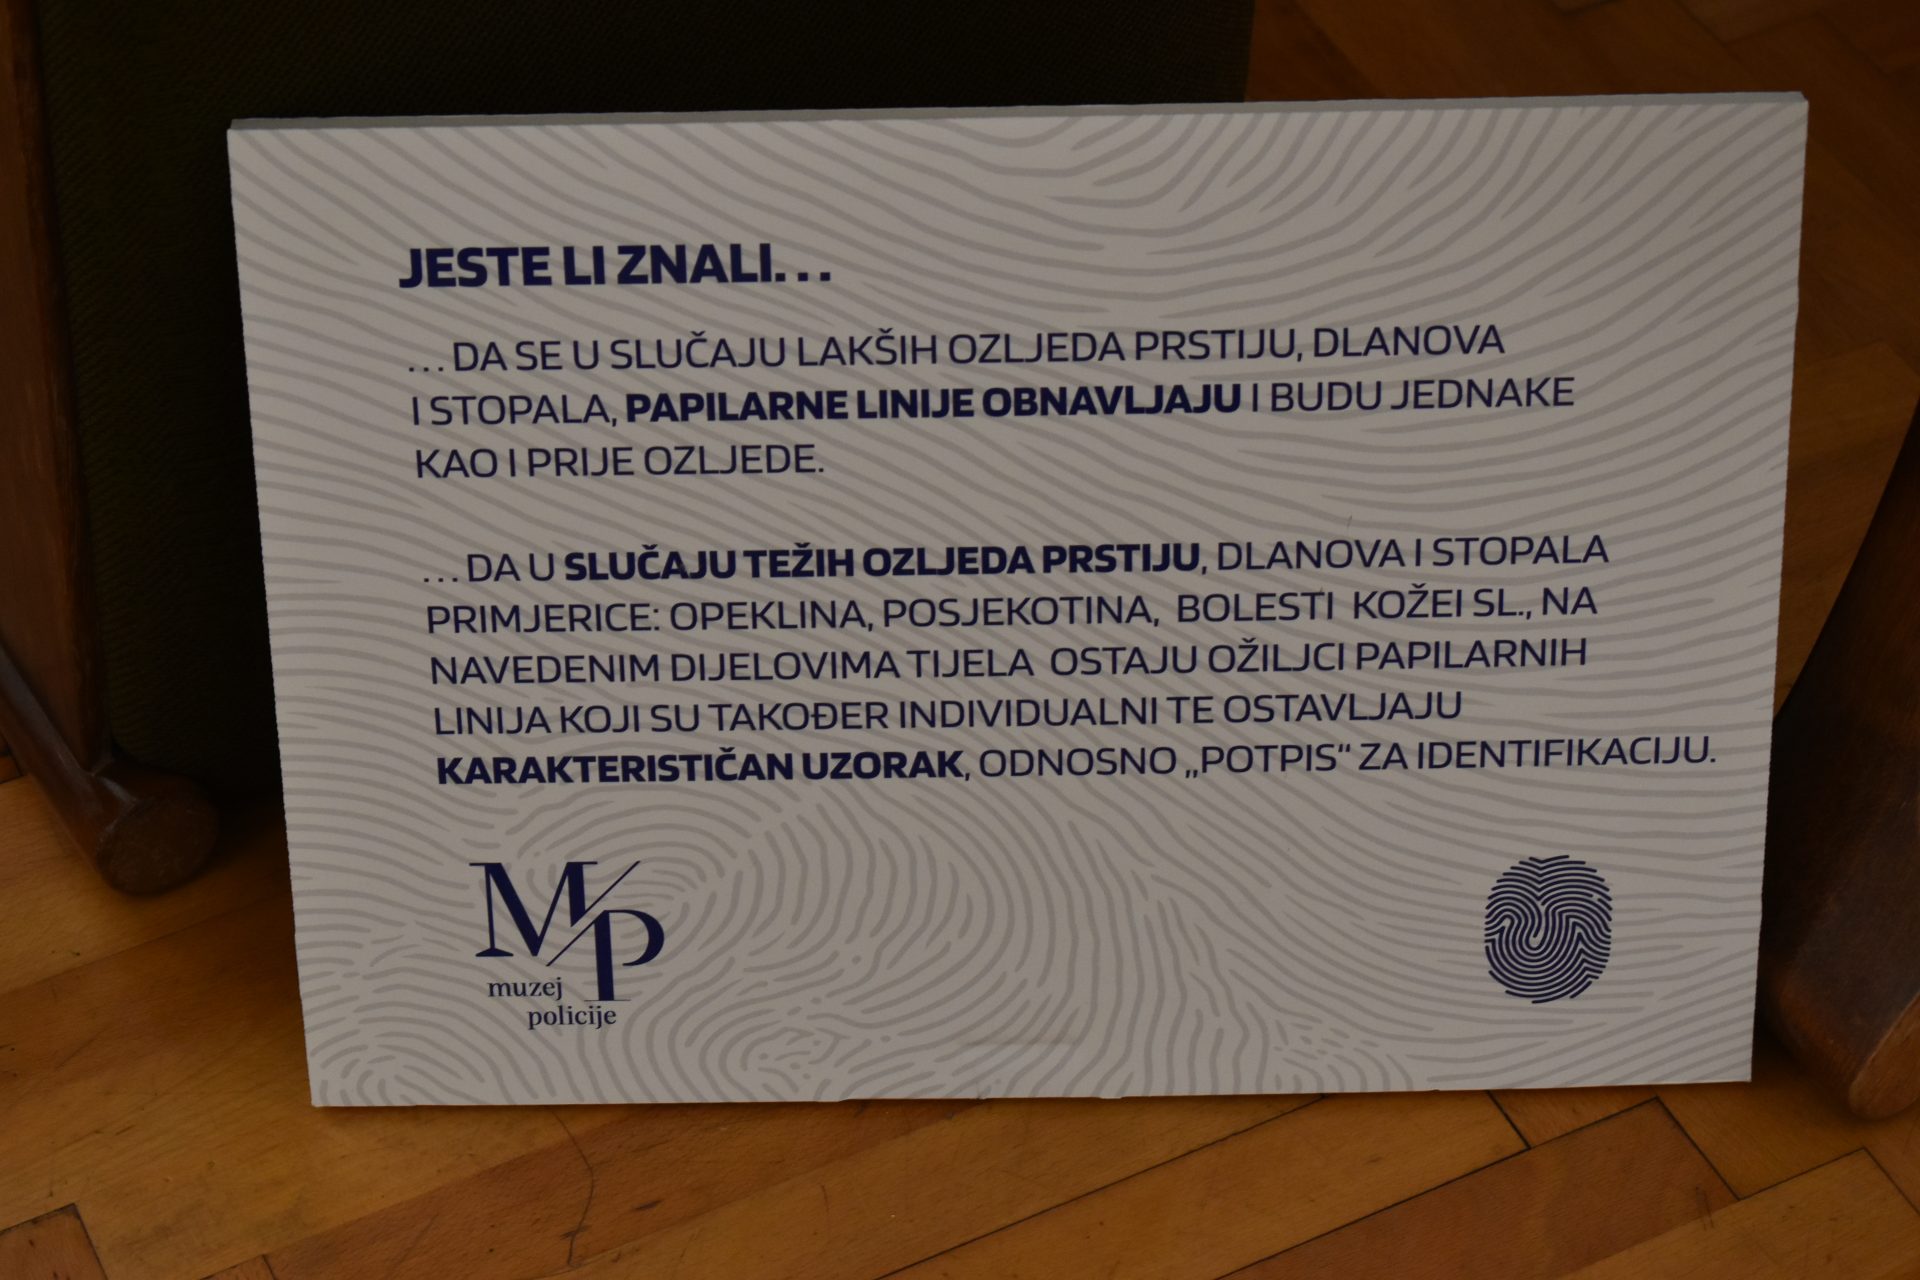 JESTE LI ZNALI...
...DA SE U SLUČAJU LAKŠIH OZLJEDA PRSTIJU, DLANOVA
I STOPALA, PAPILARNE LINIJE OBNAVLJAJU I BUDU JEDNAKE
KAO I PRIJE OZLJEDE.
...DA U SLUČAJU TEŽIH OZLJEDA PRSTIJU, DLANOVA I STOPALA
PRIMJERICE: OPEKLINA, POSJEKOTINA, BOLESTI KOŽE I SL., NA
NAVEDENIM DIJELOVIMA TIJELA OSTAJU OŽILJCI PAPILARNIH
LINIJA KOJI SU TAKOĐER INDIVIDUALNI TE OSTAVLJAJU
KARAKTERISTIČAN UZORAK, ODNOSNO „POTPIS“ ZA IDENTIFIKACIJU.
M/P
muzej
policije